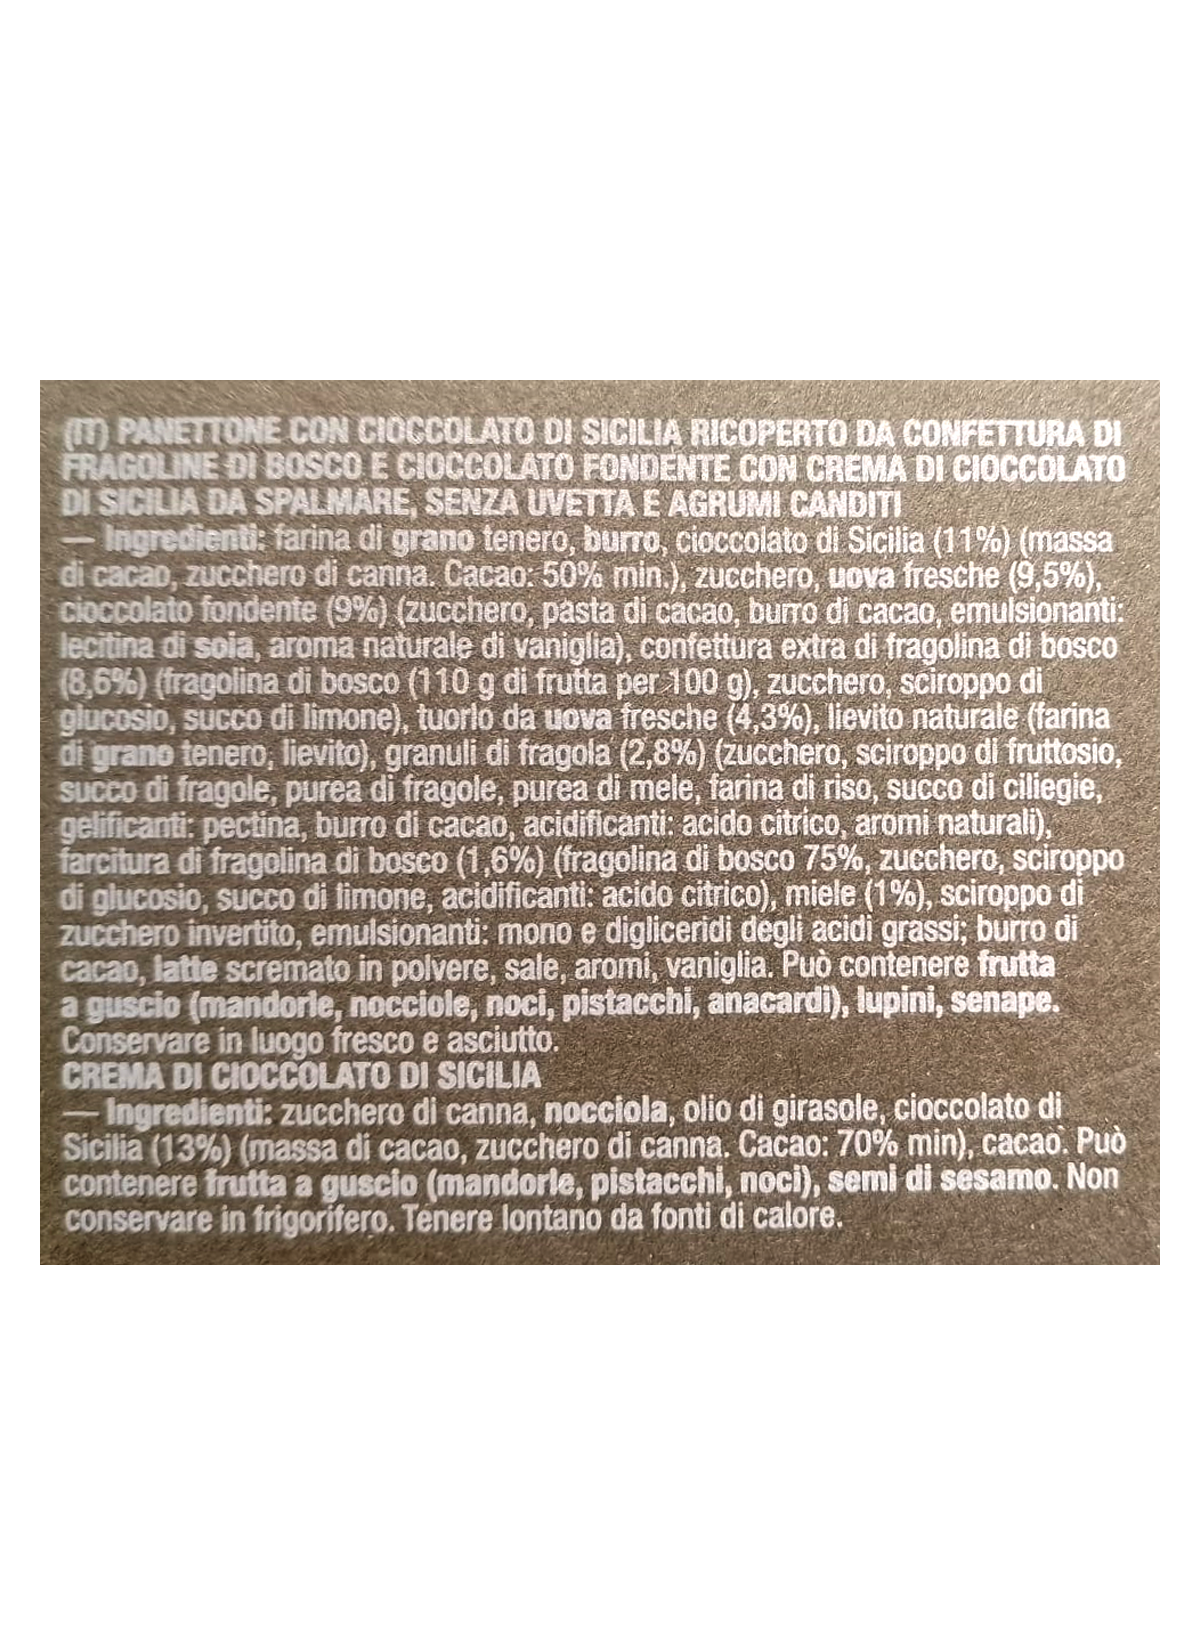 (IT) PANETTONE CON CIOCCOLATO DI SICILIA RICOPERTO DA CONFETTURA DI
FRAGOLINE DI BOSCO E CIOCCOLATO FONDENTE CON CREMA DI CIOCCOLATO
DI SICILIA DA SPALMARE, SENZA UVETTA E AGRUMI CANDITI
— Ingredienti: farina di grano tenero, burro, cioccolato di Sicilia (11%) (massa
di cacao, zucchero di canna. Cacao: 50% min.), zucchero, uova fresche (9,5%),
cioccolato fondente (9%) (zucchero, pasta di cacao, burro di cacao, emulsionanti:
lecitina di soia, aroma naturale di vaniglia), confettura extra di fragolina di bosco
(8,6%) (fragolina di bosco (110 g di frutta per 100 g), zucchero, sciroppo di
glucosio, succo di limone), tuorlo da uova fresche (4,3%), lievito naturale (farina
di grano tenero, lievito), granuli di fragola (2,8%) (zucchero, sciroppo di fruttosio,
succo di fragole, purea di fragole, purea di mele, farina di riso, succo di ciliegie,
gelificanti: pectina, burro di cacao, acidificanti: acido citrico, aromi naturali),
farcitura di fragolina di bosco (1,6%) (fragolina di bosco 75%, zucchero, sciroppo
di glucosio, succo di limone, acidificanti: acido citrico), miele (1%), sciroppo di
zucchero invertito, emulsionanti: mono e digliceridi degli acidi grassi; burro di
cacao, latte scremato in polvere, sale, aromi, vaniglia. Può contenere frutta
a guscio (mandorle, nocciole, noci, pistacchi, anacardi), lupini, senape.
Conservare in luogo fresco e asciutto.
CREMA DI CIOCCOLATO DI SICILIA
— Ingredienti: zucchero di canna, nocciola, olio di girasole, cioccolato di
Sicilia (13%) (massa di cacao, zucchero di canna. Cacao: 70% min), cacao. Può
contenere frutta a guscio (mandorle, pistacchi, noci), semi di sesamo. Non
conservare in frigorifero. Tenere lontano da fonti di calore.